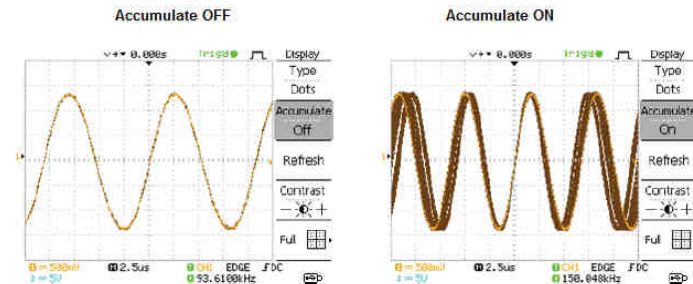 Accumulate OFF
0.000s
Trig'd
Display
Type
Dots
Accumulate
Off
Refresh
Contrast
Full
500mV
2.5us
CH1 EDGE DC
5V
93.6100kHz
Accumulate ON
0.000s
Trig'd
Display
Type
Dots
Accumulate
On
Refresh
Contrast
Full
500mV
2.5us
CH1 EDGE DC
5V
150.048kHz